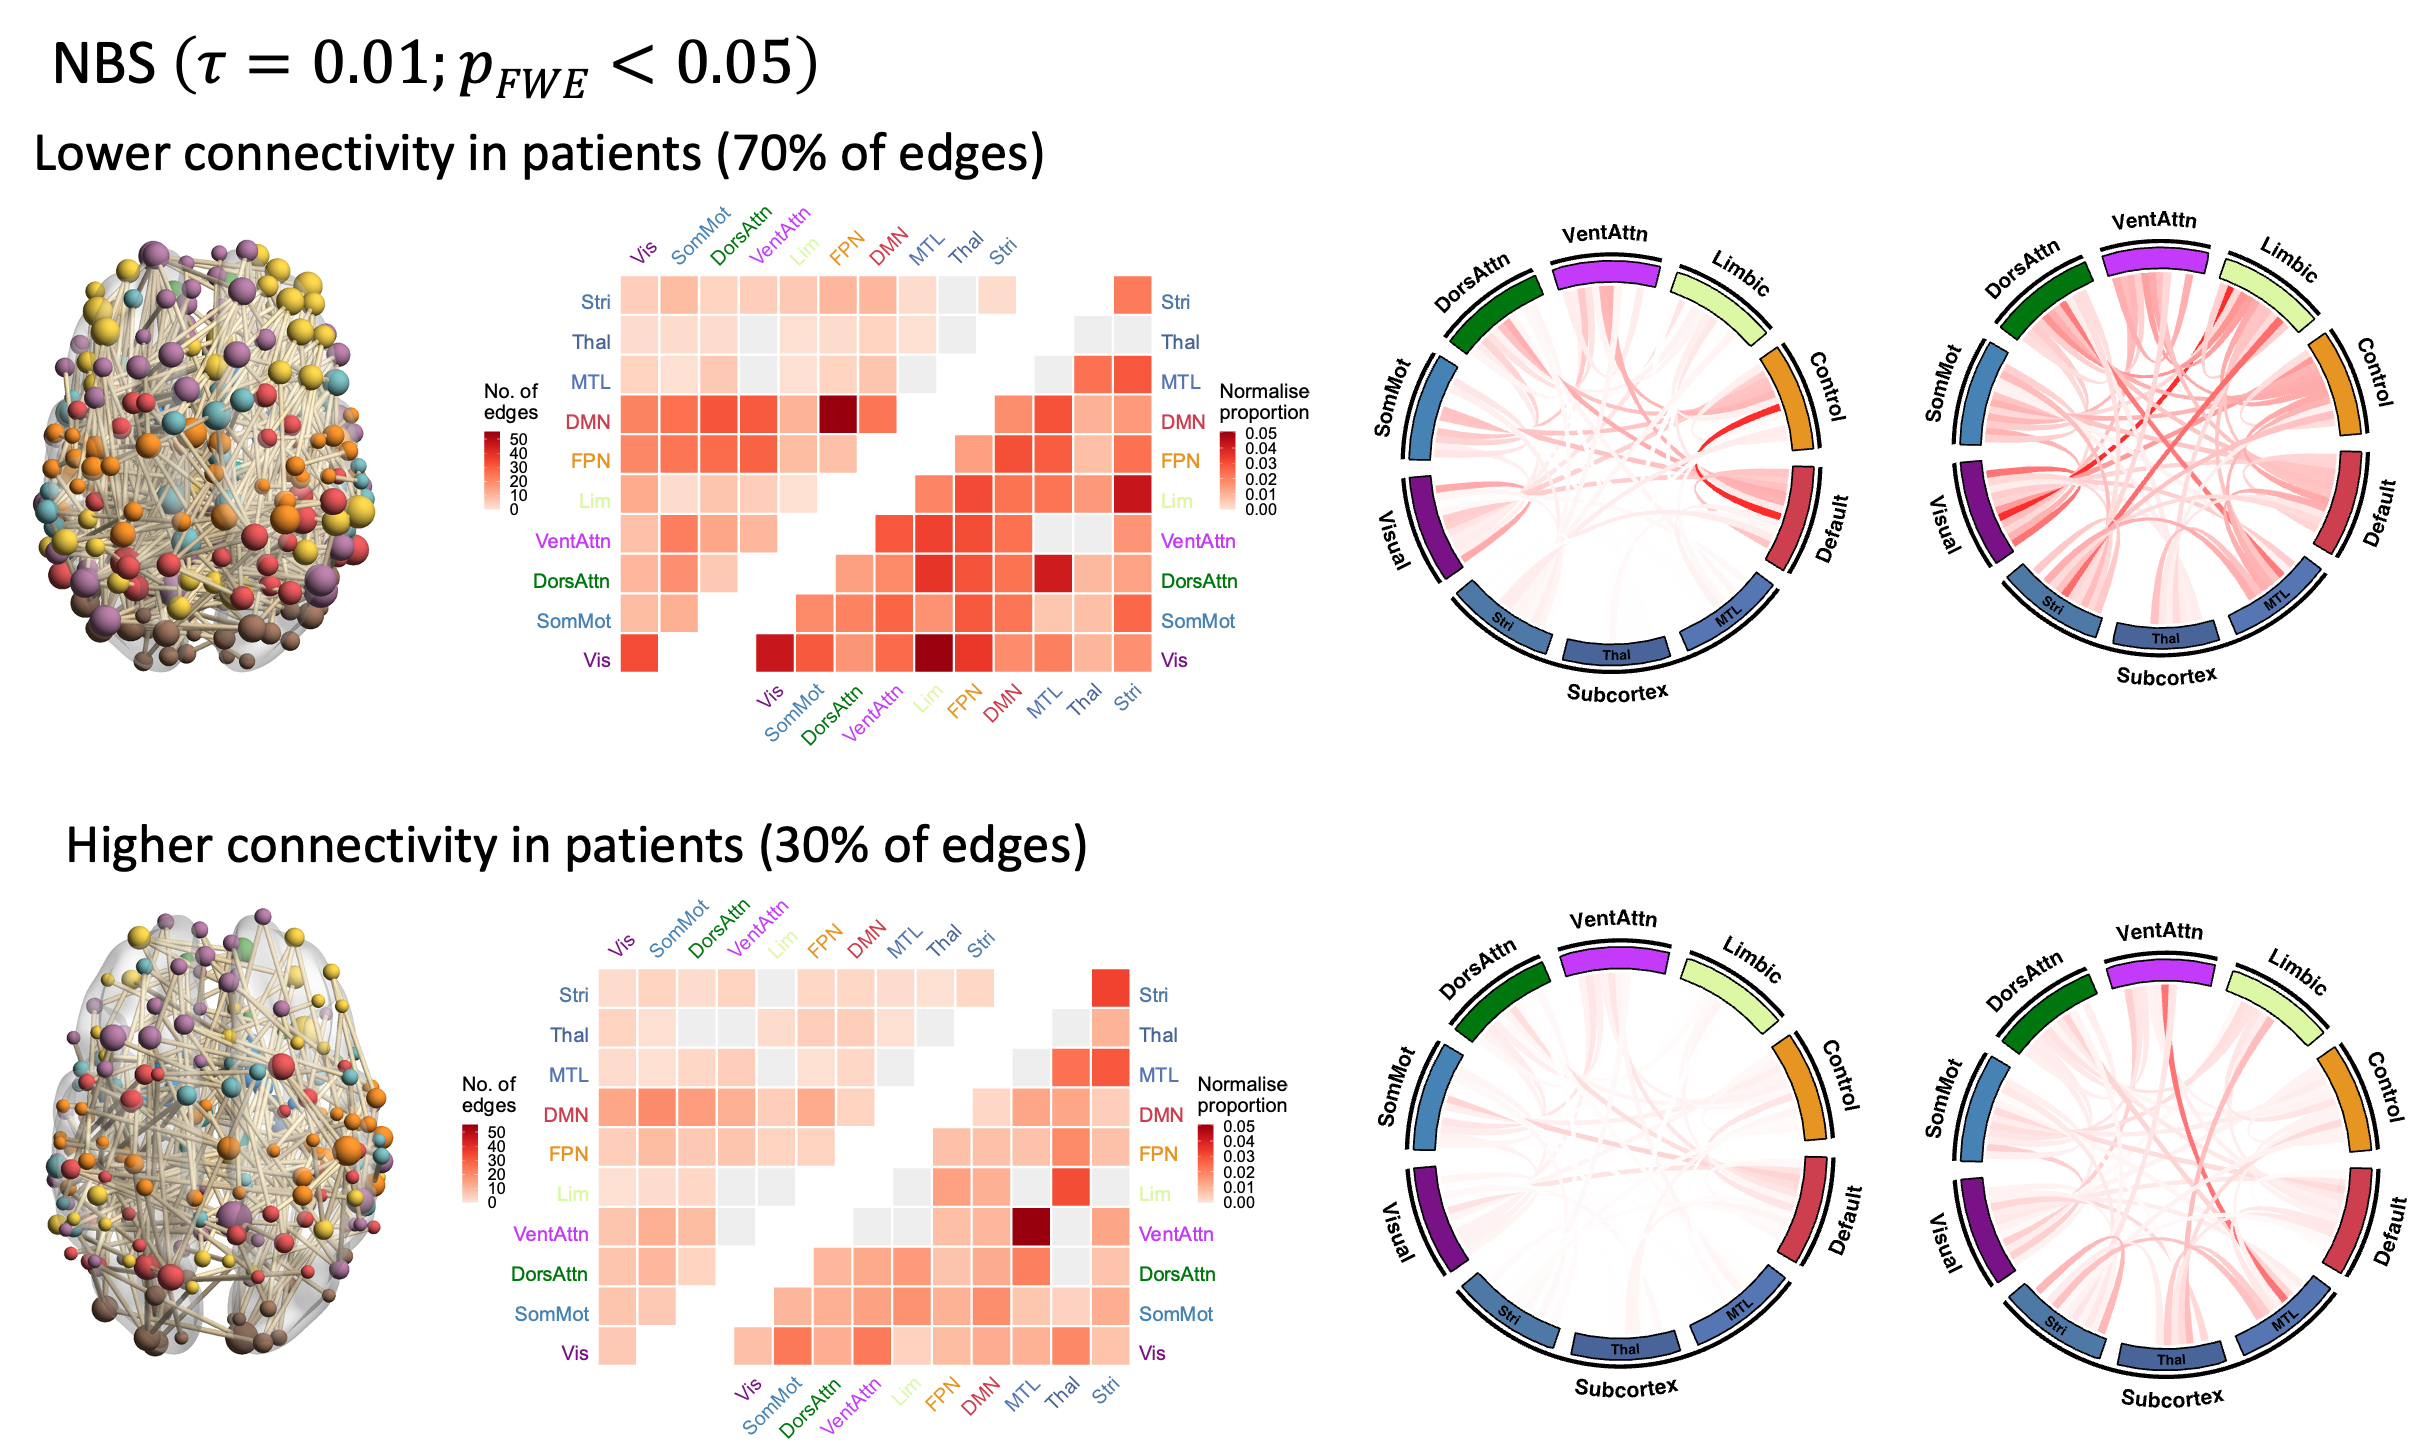 NBS (τ = 0.01; p_FWE < 0.05)
Lower connectivity in patients (70% of edges)
Vis SomMot DorsAttn VentAttn Lim FPN DMN MTL Thal Stri
Stri
Thal
MTL
DMN
FPN
Lim
VentAttn
DorsAttn
SomMot
Vis
No. of
edges
50
40
30
20
10
0
Stri
Thal
MTL
DMN
FPN
Lim
VentAttn
DorsAttn
SomMot
Vis
Vis SomMot DorsAttn VentAttn Lim FPN DMN MTL Thal Stri
Normalise
proportion
0.05
0.04
0.03
0.02
0.01
0.00
VentAttn
Limbic
Control
Default
MTL
Thal
Stri
Subcortex
Visual
SomMot
DorsAttn
VentAttn
Limbic
Control
Default
MTL
Thal
Stri
Subcortex
Visual
SomMot
DorsAttn
Higher connectivity in patients (30% of edges)
Vis SomMot DorsAttn VentAttn Lim FPN DMN MTL Thal Stri
Stri
Thal
MTL
DMN
FPN
Lim
VentAttn
DorsAttn
SomMot
Vis
No. of
edges
50
40
30
20
10
0
Stri
Thal
MTL
DMN
FPN
Lim
VentAttn
DorsAttn
SomMot
Vis
Vis SomMot DorsAttn VentAttn Lim FPN DMN MTL Thal Stri
Normalise
proportion
0.05
0.04
0.03
0.02
0.01
0.00
VentAttn
Limbic
Control
Default
MTL
Thal
Stri
Subcortex
Visual
SomMot
DorsAttn
VentAttn
Limbic
Control
Default
MTL
Thal
Stri
Subcortex
Visual
SomMot
DorsAttn